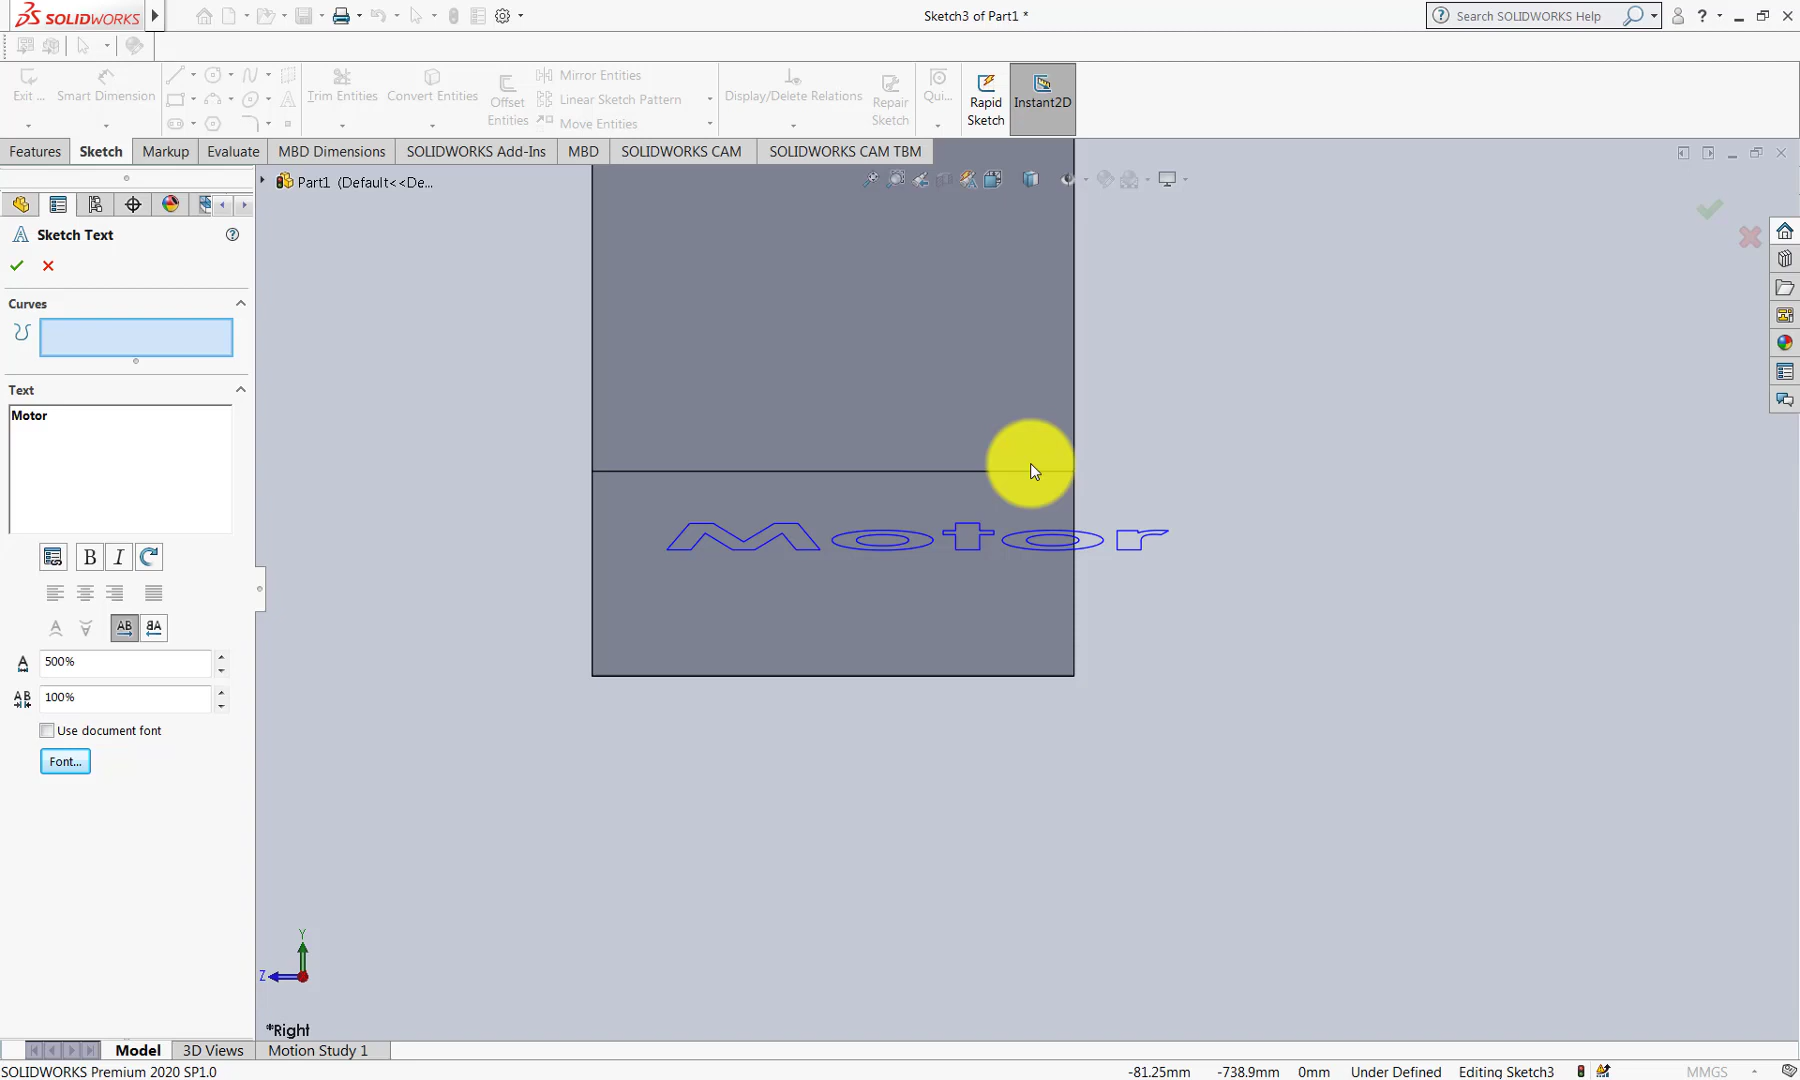 SOLIDWORKS
Sketch3 of Part1 *
Search SOLIDWORKS Help
?
Exit ...
Smart Dimension
Trim Entities
Convert Entities
Offset Entities
Mirror Entities
Linear Sketch Pattern
Move Entities
Display/Delete Relations
Repair Sketch
Qui...
Rapid Sketch
Instant2D
Features
Sketch
Markup
Evaluate
MBD Dimensions
SOLIDWORKS Add-Ins
MBD
SOLIDWORKS CAM
SOLIDWORKS CAM TBM
Part1 (Default<<De...
Sketch Text
?
Curves
Text
Motor
B I
AB
500%
AB
100%
Use document font
Font...
Motor
Y
Z
*Right
Model
3D Views
Motion Study 1
SOLIDWORKS Premium 2020 SP1.0
-81.25mm
-738.9mm
0mm
Under Defined
Editing Sketch3
MMGS